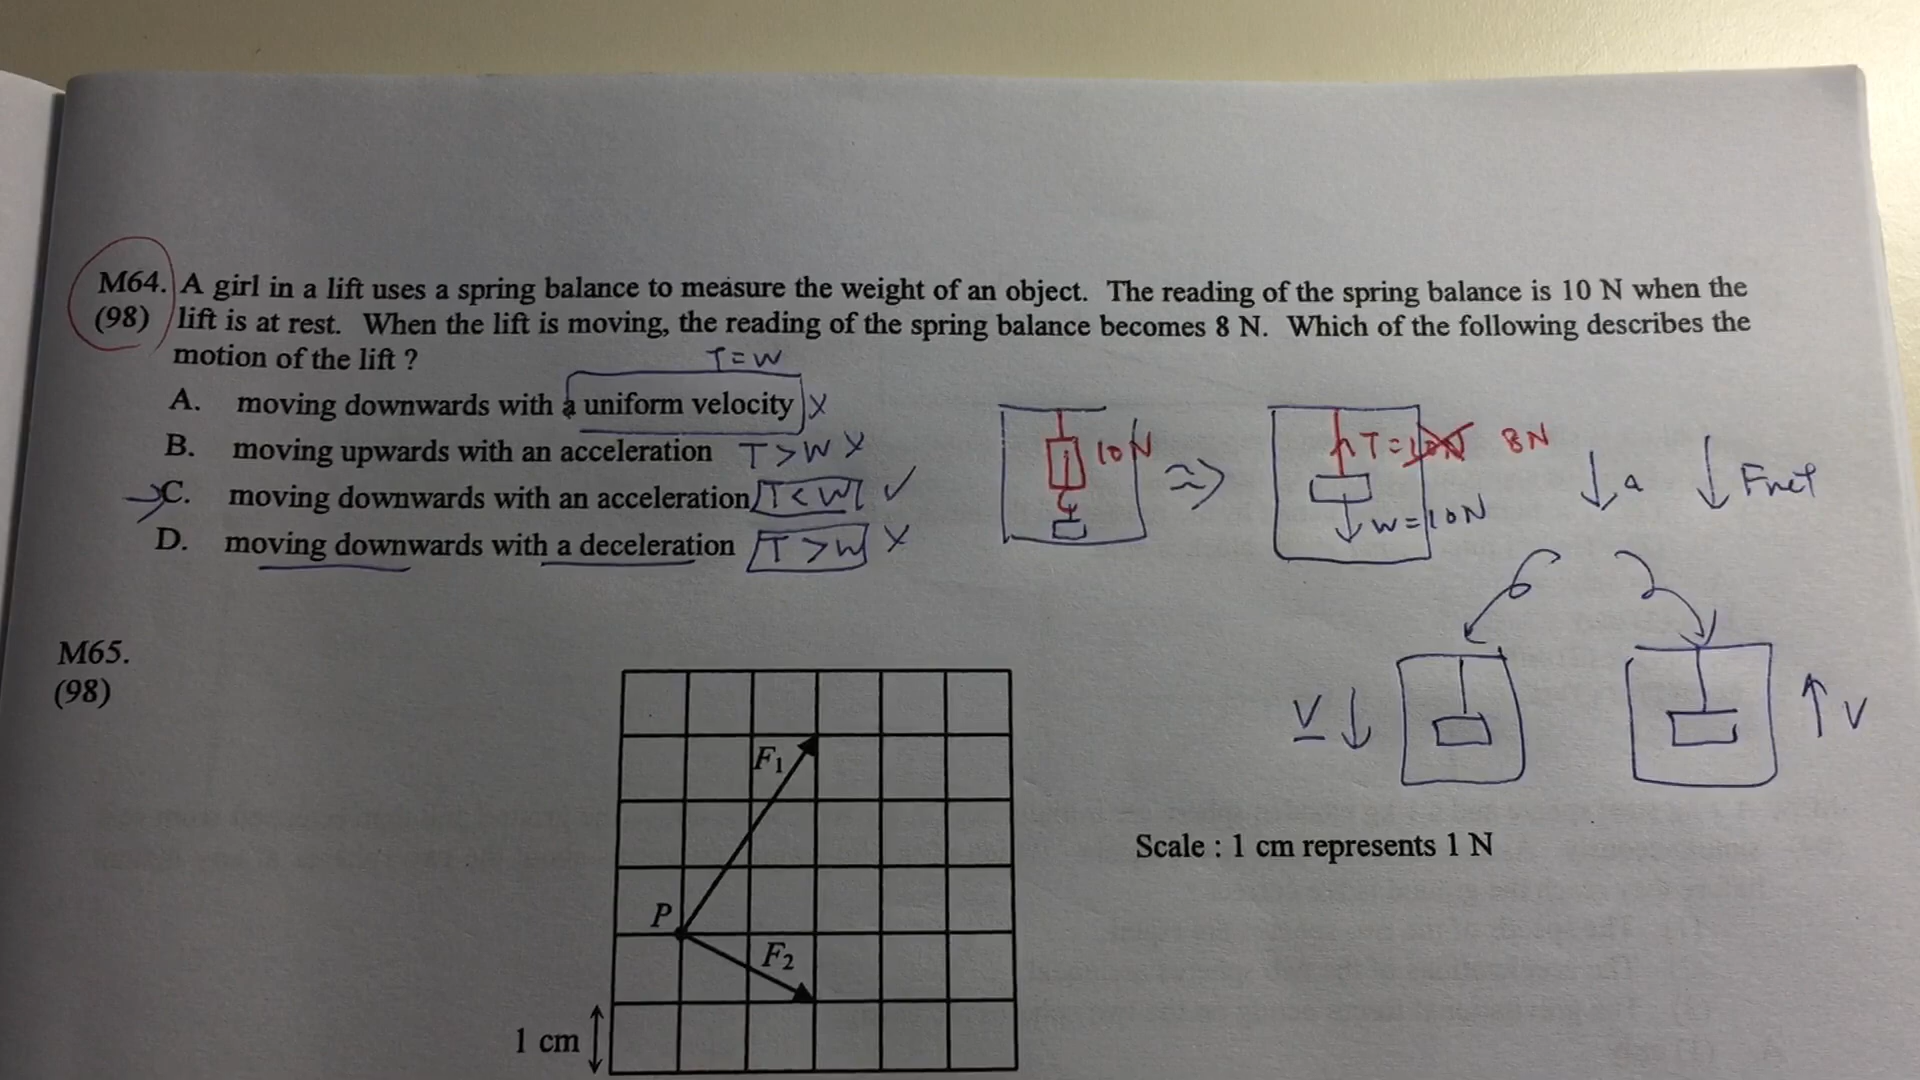 M64. A girl in a lift uses a spring balance to measure the weight of an object. The reading of the spring balance is 10 N when the
(98) lift is at rest. When the lift is moving, the reading of the spring balance becomes 8 N. Which of the following describes the
motion of the lift ?
T = W
A. moving downwards with a uniform velocity X
B. moving upwards with an acceleration T > W X
C. moving downwards with an acceleration T < W ✓
D. moving downwards with a deceleration T > W X
10 N
T = 10N 8N
W = 10N
a
Fnet
V
V
M65.
(98)
F1
P
F2
1 cm
Scale : 1 cm represents 1 N